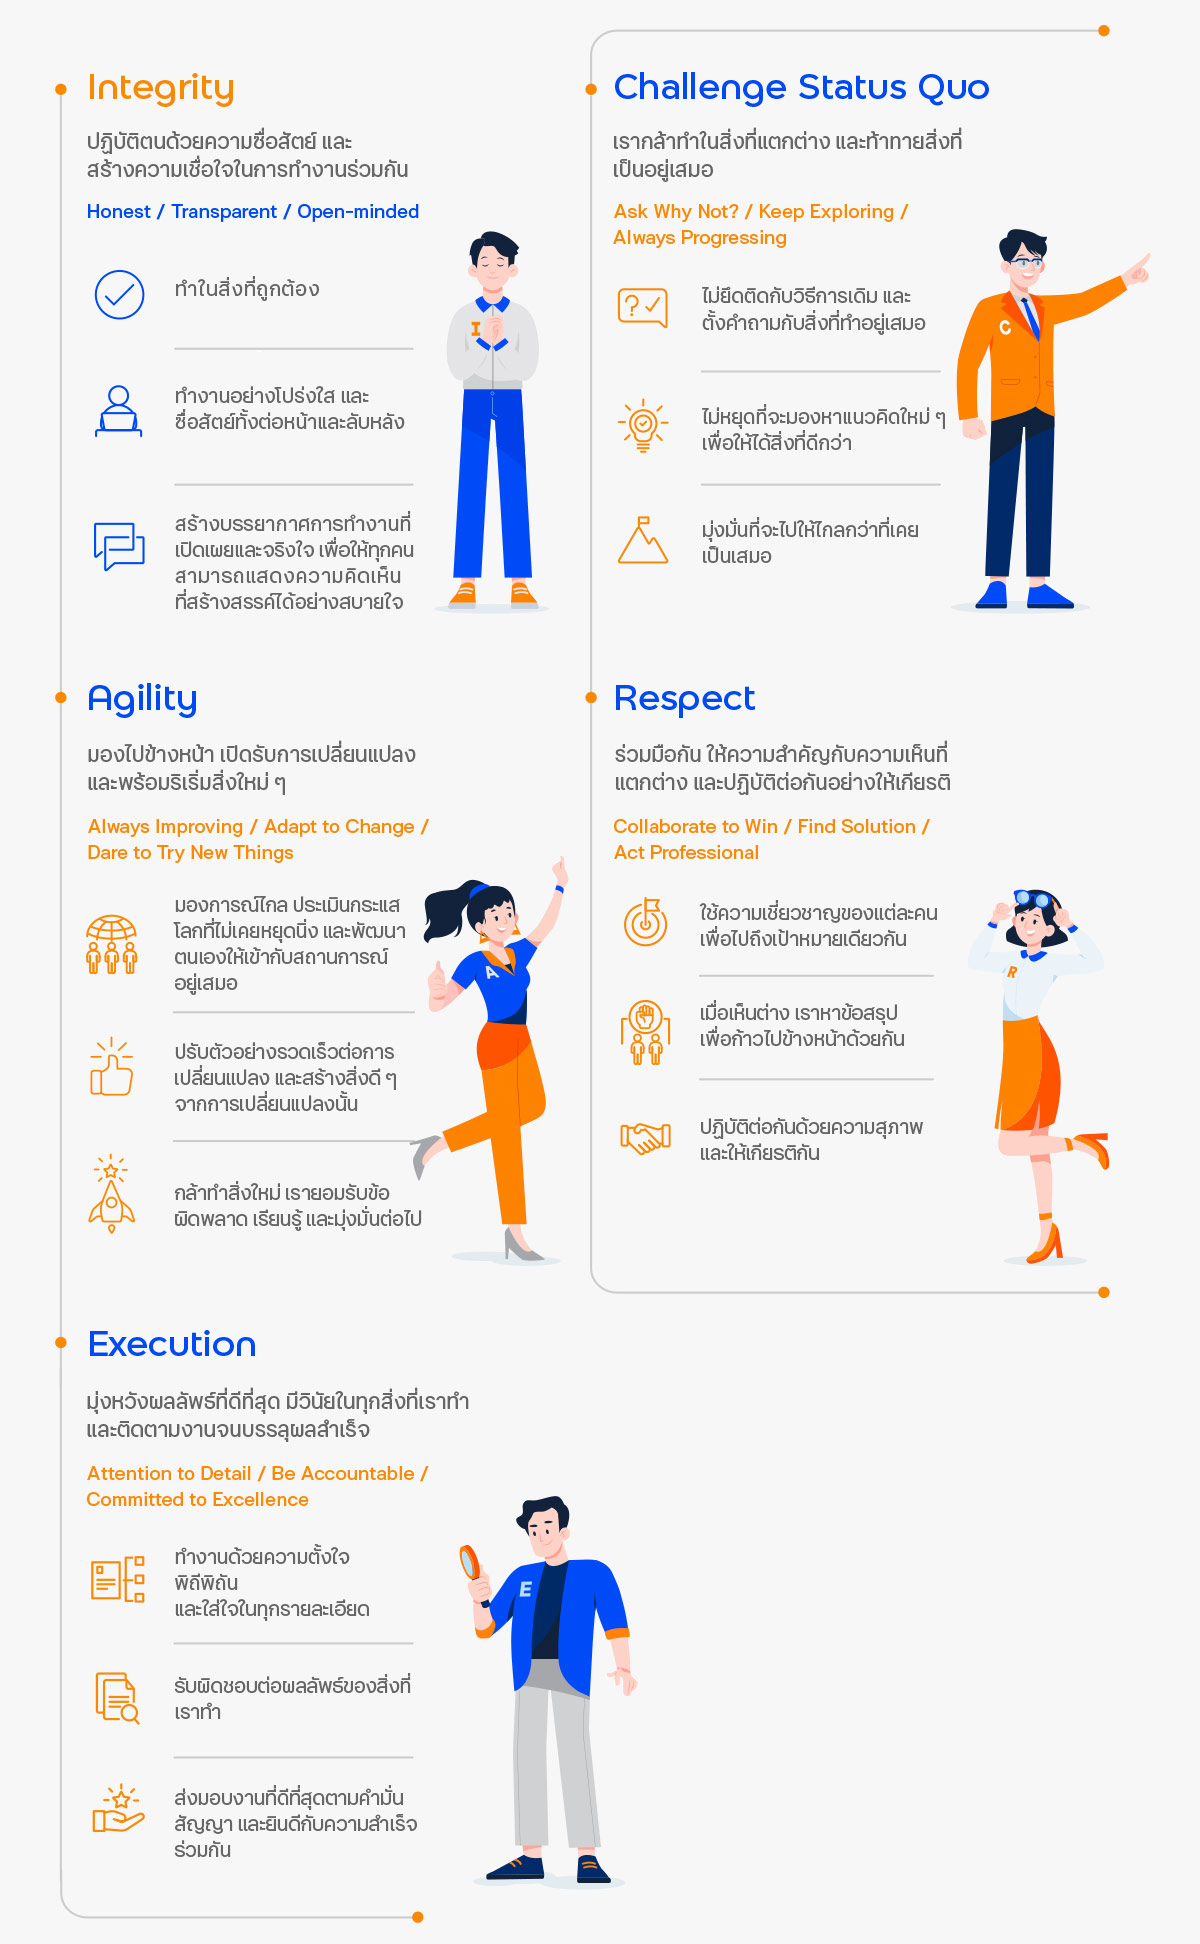 Integrity
ปฏิบัติตนด้วยความซื่อสัตย์ และ
สร้างความเชื่อใจในการทำงานร่วมกัน
Honest / Transparent / Open-minded
ทำในสิ่งที่ถูกต้อง
ทำงานอย่างโปร่งใส และ
ซื่อสัตย์ทั้งต่อหน้าและลับหลัง
สร้างบรรยากาศการทำงานที่
เปิดเผยและจริงใจ เพื่อให้ทุกคน
สามารถแสดงความคิดเห็น
ที่สร้างสรรค์ได้อย่างสบายใจ
I
Challenge Status Quo
เรากล้าทำในสิ่งที่แตกต่าง และท้าทายสิ่งที่
เป็นอยู่เสมอ
Ask Why Not? / Keep Exploring /
Always Progressing
ไม่ยึดติดกับวิธีการเดิม และ
ตั้งคำถามกับสิ่งที่ทำอยู่เสมอ
ไม่หยุดที่จะมองหาแนวคิดใหม่ ๆ
เพื่อให้ได้สิ่งที่ดีกว่า
มุ่งมั่นที่จะไปให้ไกลกว่าที่เคย
เป็นเสมอ
C
Agility
มองไปข้างหน้า เปิดรับการเปลี่ยนแปลง
และพร้อมริเริ่มสิ่งใหม่ ๆ
Always Improving / Adapt to Change /
Dare to Try New Things
มองการณ์ไกล ประเมินกระแส
โลกที่ไม่เคยหยุดนิ่ง และพัฒนา
ตนเองให้เข้ากับสถานการณ์
อยู่เสมอ
ปรับตัวอย่างรวดเร็วต่อการ
เปลี่ยนแปลง และสร้างสิ่งดี ๆ
จากการเปลี่ยนแปลงนั้น
กล้าทำสิ่งใหม่ เรายอมรับข้อ
ผิดพลาด เรียนรู้ และมุ่งมั่นต่อไป
A
Respect
ร่วมมือกัน ให้ความสำคัญกับความเห็นที่
แตกต่าง และปฏิบัติต่อกันอย่างให้เกียรติ
Collaborate to Win / Find Solution /
Act Professional
ใช้ความเชี่ยวชาญของแต่ละคน
เพื่อไปถึงเป้าหมายเดียวกัน
เมื่อเห็นต่าง เราหาข้อสรุป
เพื่อก้าวไปข้างหน้าด้วยกัน
ปฏิบัติต่อกันด้วยความสุภาพ
และให้เกียรติกัน
R
Execution
มุ่งหวังผลลัพธ์ที่ดีที่สุด มีวินัยในทุกสิ่งที่เราทำ
และติดตามงานจนบรรลุผลสำเร็จ
Attention to Detail / Be Accountable /
Committed to Excellence
ทำงานด้วยความตั้งใจ
พิถีพิถัน
และใส่ใจในทุกรายละเอียด
รับผิดชอบต่อผลลัพธ์ของสิ่งที่
เราทำ
ส่งมอบงานที่ดีที่สุดตามคำมั่น
สัญญา และยินดีกับความสำเร็จ
ร่วมกัน
E